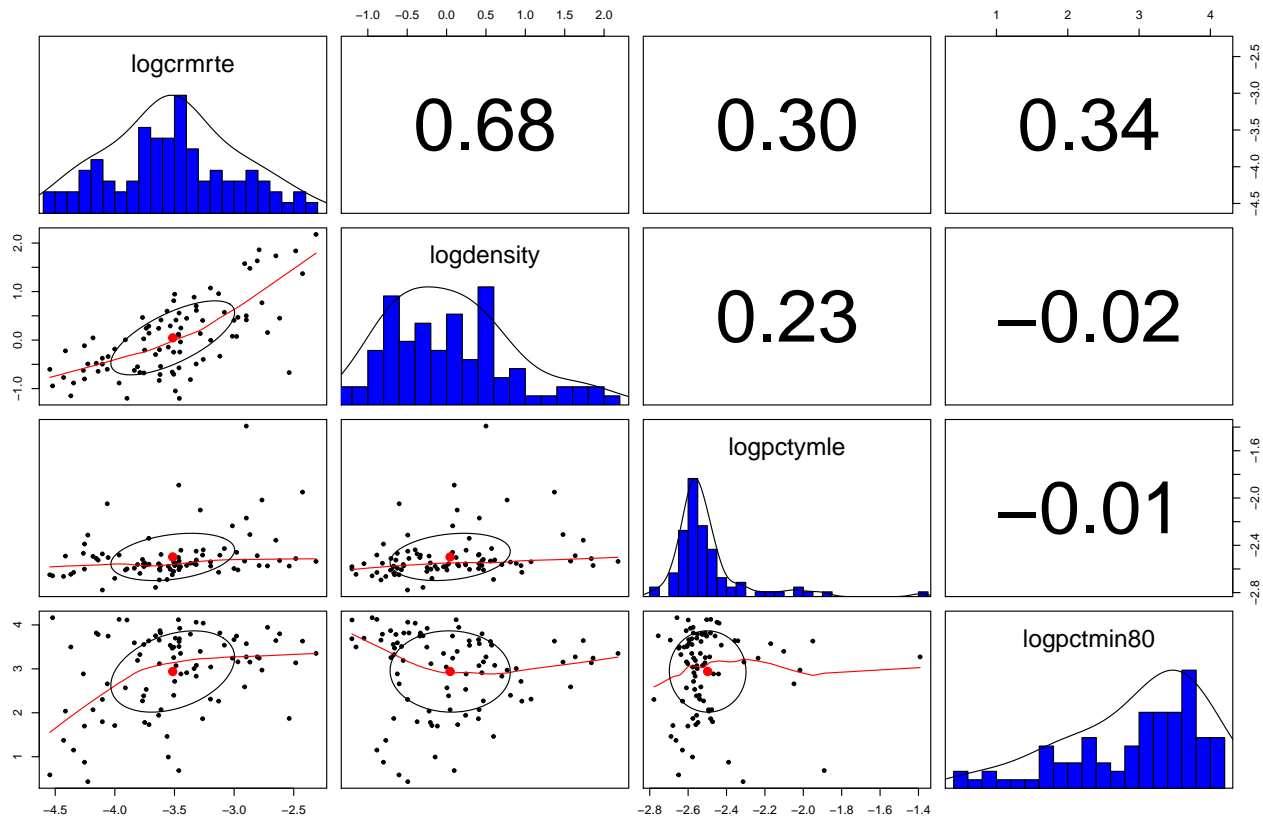 −1.0 −0.5 0.0 0.5 1.0 1.5 2.0 1 2 3 4
logcrmrte 0.68 0.30 0.34
−4.5 −4.0 −3.5 −3.0 −2.5
−1.0 0.0 1.0 2.0
logdensity 0.23 −0.02
logpctymle −0.01
−2.8 −2.4 −2.0 −1.6
1 2 3 4
logpctmin80
−4.5 −4.0 −3.5 −3.0 −2.5 −2.8 −2.6 −2.4 −2.2 −2.0 −1.8 −1.6 −1.4